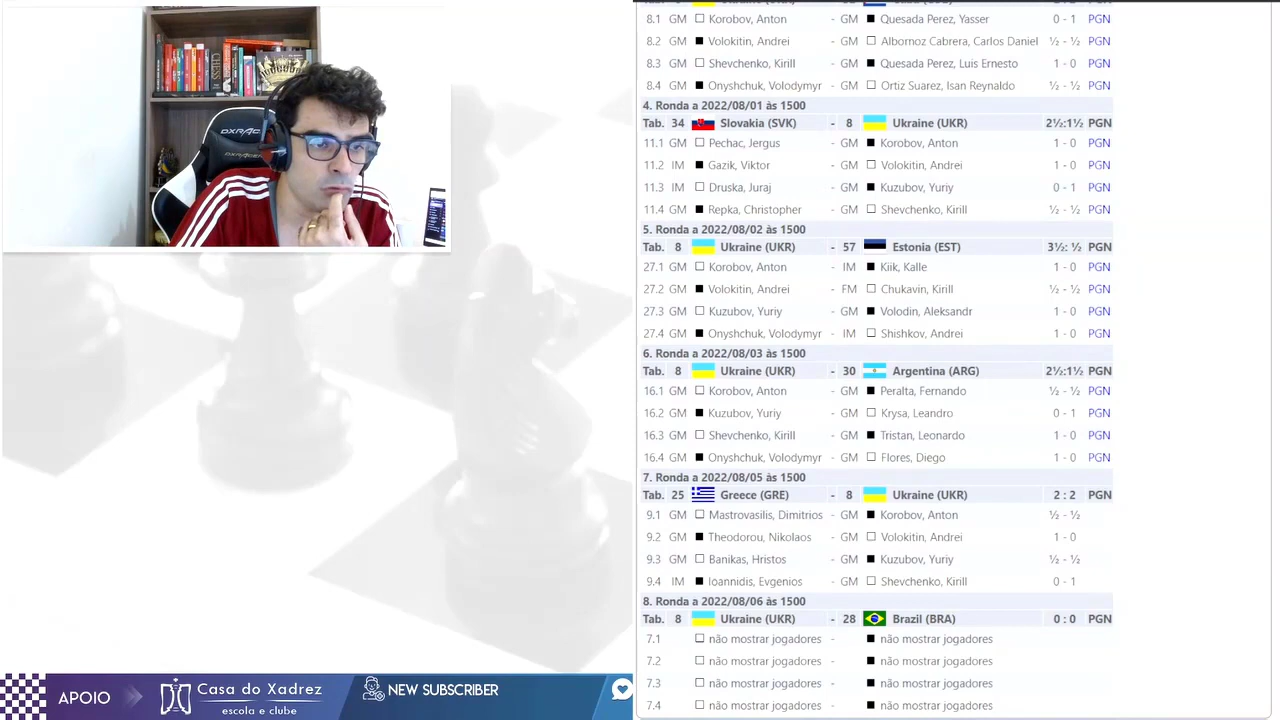 CHESS
DXRAC
DXRACE
8.1 GM Korobov, Anton - GM Quesada Perez, Yasser 0 - 1 PGN
8.2 GM Volokitin, Andrei - GM Albornoz Cabrera, Carlos Daniel ½ - ½ PGN
8.3 GM Shevchenko, Kirill - GM Quesada Perez, Luis Ernesto 1 - 0 PGN
8.4 GM Onyshchuk, Volodymyr - GM Ortiz Suarez, Isan Reynaldo ½ - ½ PGN
4. Ronda a 2022/08/01 às 1500
Tab. 34 Slovakia (SVK) - 8 Ukraine (UKR) 2½:1½ PGN
11.1 GM Pechac, Jergus - GM Korobov, Anton 1 - 0 PGN
11.2 IM Gazik, Viktor - GM Volokitin, Andrei 1 - 0 PGN
11.3 IM Druska, Juraj - GM Kuzubov, Yuriy 0 - 1 PGN
11.4 GM Repka, Christopher - GM Shevchenko, Kirill ½ - ½ PGN
5. Ronda a 2022/08/02 às 1500
Tab. 8 Ukraine (UKR) - 57 Estonia (EST) 3½: ½ PGN
27.1 GM Korobov, Anton - IM Kiik, Kalle 1 - 0 PGN
27.2 GM Volokitin, Andrei - FM Chukavin, Kirill ½ - ½ PGN
27.3 GM Kuzubov, Yuriy - GM Volodin, Aleksandr 1 - 0 PGN
27.4 GM Onyshchuk, Volodymyr - IM Shishkov, Andrei 1 - 0 PGN
6. Ronda a 2022/08/03 às 1500
Tab. 8 Ukraine (UKR) - 30 Argentina (ARG) 2½:1½ PGN
16.1 GM Korobov, Anton - GM Peralta, Fernando ½ - ½ PGN
16.2 GM Kuzubov, Yuriy - GM Krysa, Leandro 0 - 1 PGN
16.3 GM Shevchenko, Kirill - GM Tristan, Leonardo 1 - 0 PGN
16.4 GM Onyshchuk, Volodymyr - GM Flores, Diego 1 - 0 PGN
7. Ronda a 2022/08/05 às 1500
Tab. 25 Greece (GRE) - 8 Ukraine (UKR) 2 : 2 PGN
9.1 GM Mastrovasilis, Dimitrios - GM Korobov, Anton ½ - ½
9.2 GM Theodorou, Nikolaos - GM Volokitin, Andrei 1 - 0
9.3 GM Banikas, Hristos - GM Kuzubov, Yuriy ½ - ½
9.4 IM Ioannidis, Evgenios - GM Shevchenko, Kirill 0 - 1
8. Ronda a 2022/08/06 às 1500
Tab. 8 Ukraine (UKR) - 28 Brazil (BRA) 0 : 0 PGN
7.1 não mostrar jogadores - não mostrar jogadores
7.2 não mostrar jogadores - não mostrar jogadores
7.3 não mostrar jogadores - não mostrar jogadores
7.4 não mostrar jogadores - não mostrar jogadores
APOIO
Casa do Xadrez
escola e clube
NEW SUBSCRIBER